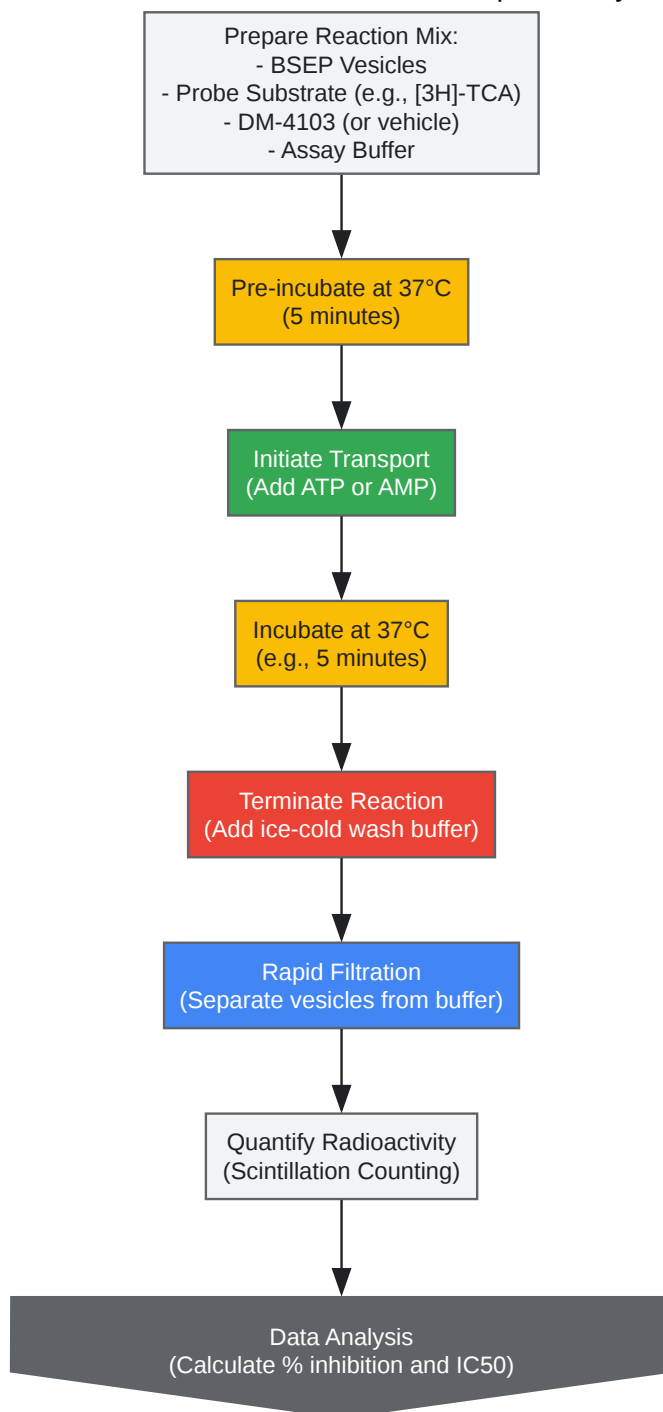 Prepare Reaction Mix:
- BSEP Vesicles
- Probe Substrate (e.g., [3H]-TCA)
- DM-4103 (or vehicle)
- Assay Buffer
Pre-incubate at 37°C
(5 minutes)
Initiate Transport
(Add ATP or AMP)
Incubate at 37°C
(e.g., 5 minutes)
Terminate Reaction
(Add ice-cold wash buffer)
Rapid Filtration
(Separate vesicles from buffer)
Quantify Radioactivity
(Scintillation Counting)
Data Analysis
(Calculate % inhibition and IC50)